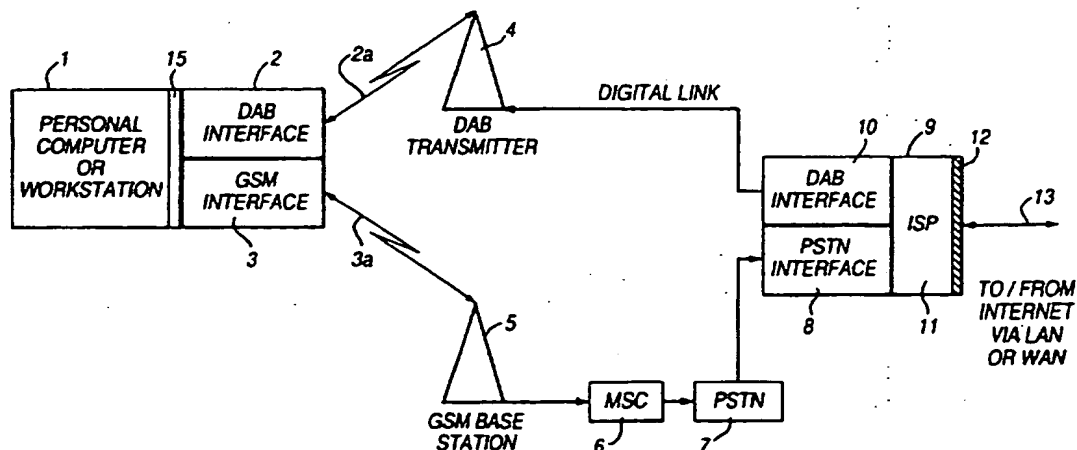 1
15
2
PERSONAL
COMPUTER
OR
WORKSTATION
DAB
INTERFACE
GSM
INTERFACE
3
2a
3a
4
DAB
TRANSMITTER
DIGITAL LINK
5
GSM BASE
STATION
MSC
6
PSTN
7
10
9
12
DAB
INTERFACE
PSTN
INTERFACE
ISP
8
11
13
TO / FROM
INTERNET
VIA LAN
OR WAN